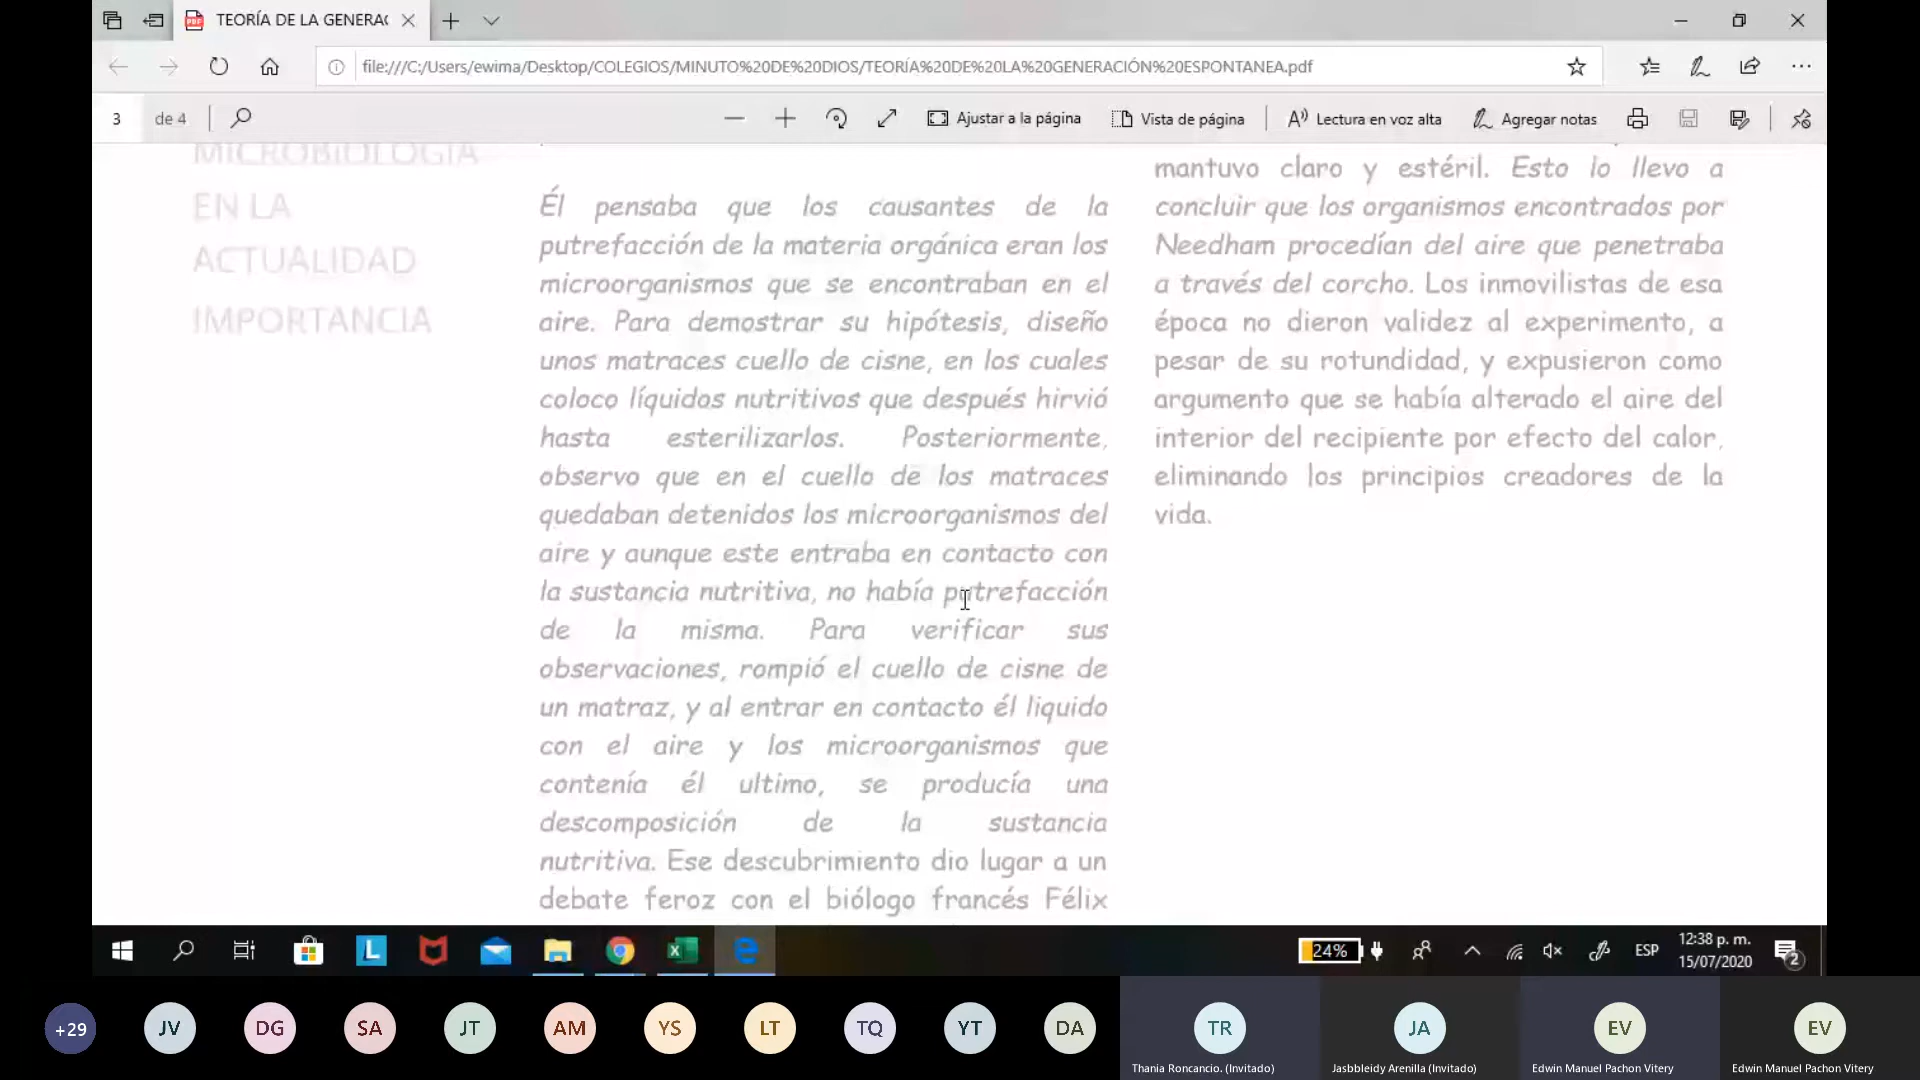 TEORÍA DE LA GENERAC
file:///C:/Users/ewima/Desktop/COLEGIOS/MINUTO%20DE%20DIOS/TEORÍA%20DE%20LA%20GENERACIÓN%20ESPONTANEA.pdf
3 de 4
Ajustar a la página
Vista de página
Lectura en voz alta
Agregar notas
MICROBIOLOGIA
EN LA
ACTUALIDAD
IMPORTANCIA
Él pensaba que los causantes de la
putrefacción de la materia orgánica eran los
microorganismos que se encontraban en el
aire. Para demostrar su hipótesis, diseño
unos matraces cuello de cisne, en los cuales
coloco líquidos nutritivos que después hirvió
hasta esterilizarlos. Posteriormente,
observo que en el cuello de los matraces
quedaban detenidos los microorganismos del
aire y aunque este entraba en contacto con
la sustancia nutritiva, no había putrefacción
de la misma. Para verificar sus
observaciones, rompió el cuello de cisne de
un matraz, y al entrar en contacto él liquido
con el aire y los microorganismos que
contenía él ultimo, se producía una
descomposición de la sustancia
nutritiva. Ese descubrimiento dio lugar a un
debate feroz con el biólogo francés Félix
mantuvo claro y estéril. Esto lo llevo a
concluir que los organismos encontrados por
Needham procedían del aire que penetraba
a través del corcho. Los inmovilistas de esa
época no dieron validez al experimento, a
pesar de su rotundidad, y expusieron como
argumento que se había alterado el aire del
interior del recipiente por efecto del calor,
eliminando los principios creadores de la
vida.
24%
ESP
12:38 p. m.
15/07/2020
2
+29
JV
DG
SA
JT
AM
YS
LT
TQ
YT
DA
TR
Thania Roncancio. (Invitado)
JA
Jasbbleidy Arenilla (Invitado)
EV
Edwin Manuel Pachon Vitery
EV
Edwin Manuel Pachon Vitery